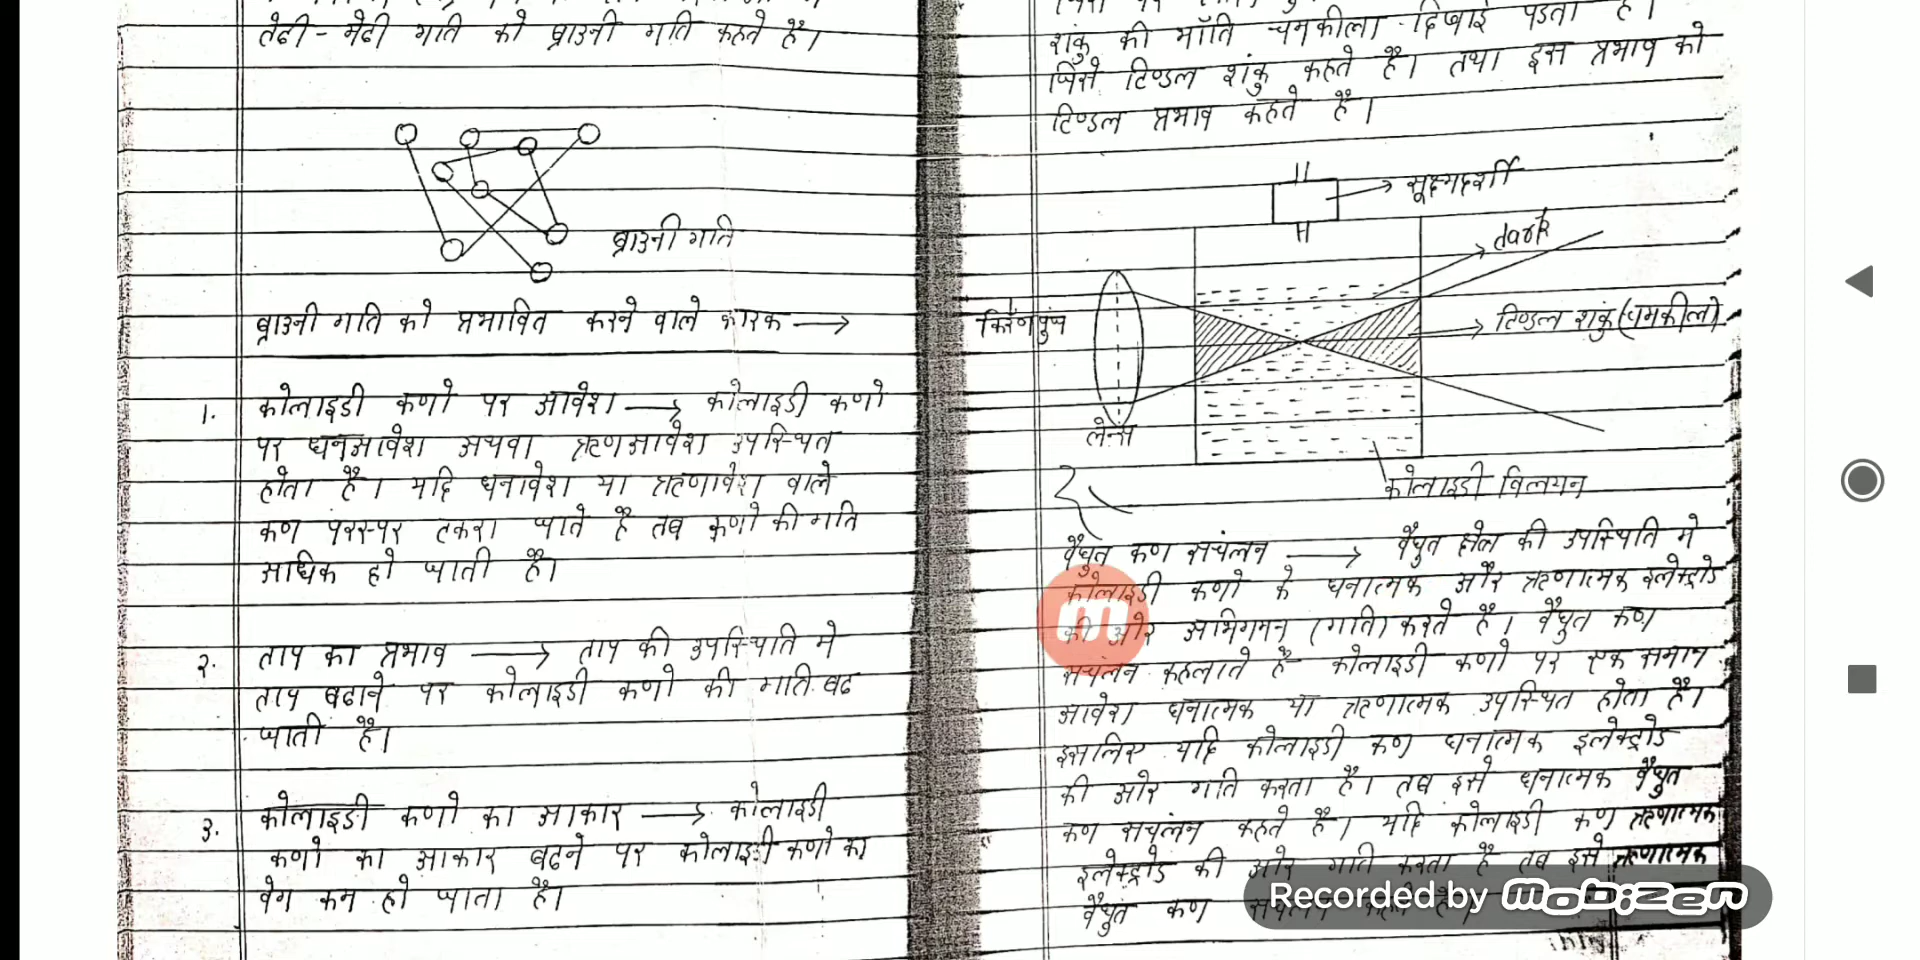 तेढी-मेढी गति को ब्राउनी गति कहते है।
ब्राउनी गति
ब्राउनी गति को प्रभावित करने वाले कारक →
1. कोलाइडी कणो पर आवेश → कोलाइडी कणो
पर धनआवेश अथवा ऋणआवेश उपस्थित
होता है। यदि धनावेश या ऋणावेश वाले
कण परस्पर टकरा जाते है तब कणो की गति
अधिक हो जाती है।
2. ताप का प्रभाव → ताप की उपस्थिति मे
ताप बढाने पर कोलाइडी कणो की गति बढ
जाती है।
3. कोलाइडी कणो का आकार → कोलाइडी
कणो का आकार बढने पर कोलाइडी कणो का
वेग कम हो जाता है।
शंकु की भाँति चमकीला दिखाई पडता है।
जिसे टिण्डल शंकु कहते है। तथा इस प्रभाव को
टिण्डल प्रभाव कहते है।
सूक्ष्मदर्शी
dark
किरणपुंज
टिण्डल शंकु (चमकीला)
लेन्स
कोलाइडी विलयन
वैधुत कण संचलन → वैधुत क्षेत्र की उपस्थिति मे
कोलाइडी कणो के धनात्मक और ऋणात्मक इलेक्ट्रोड
की ओर अभिगमन (गति) करते है। वैधुत कण
संचलन कहलाते है कोलाइडी कणो पर एक समान
आवेश धनात्मक या ऋणात्मक उपस्थित होता है।
इसलिए यदि कोलाइडी कण धनात्मक इलेक्ट्रोड
की ओर गति करता है। तब इसे धनात्मक वैधुत
कण संचलन कहते है। यदि कोलाइडी कण ऋणात्मक
इलेक्ट्रोड की ओर गति करता है तब इसे ऋणात्मक
वैधुत कण
Recorded by mobizen